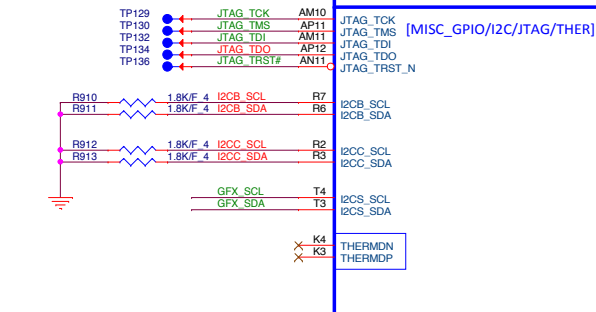 TP129 JTAG_TCK AM10 JTAG_TCK
TP130 JTAG_TMS AP11 JTAG_TMS [MISC_GPIO/I2C/JTAG/THER]
TP132 JTAG_TDI AM11 JTAG_TDI
TP134 JTAG_TDO AP12 JTAG_TDO
TP136 JTAG_TRST# AN11 JTAG_TRST_N
R910 1.8K/F_4 I2CB_SCL R7 I2CB_SCL
R911 1.8K/F_4 I2CB_SDA R6 I2CB_SDA
R912 1.8K/F_4 I2CC_SCL R2 I2CC_SCL
R913 1.8K/F_4 I2CC_SDA R3 I2CC_SDA
GFX_SCL T4 I2CS_SCL
GFX_SDA T3 I2CS_SDA
K4 THERMDN
K3 THERMDP